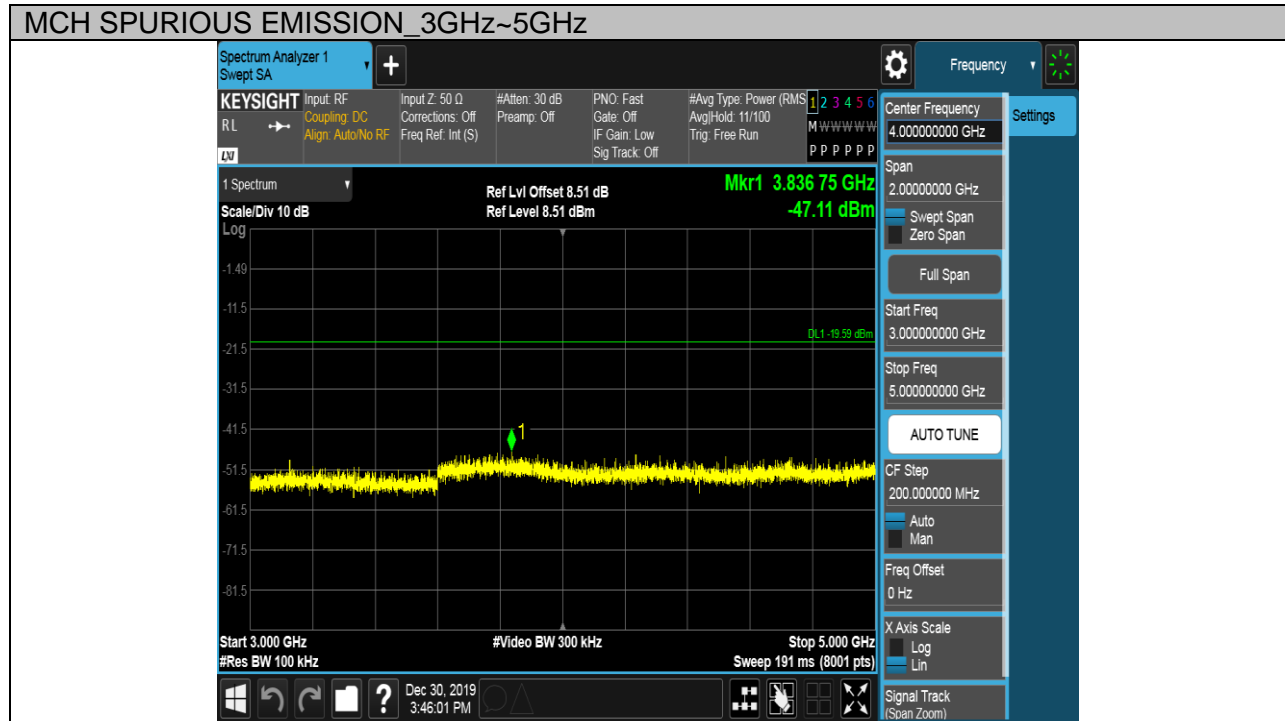 MCH SPURIOUS EMISSION_3GHz~5GHz
Spectrum Analyzer 1
Swept SA
Frequency
KEYSIGHT
RL
LXI
Input: RF
Coupling: DC
Align: Auto/No RF
Input Z: 50 Ω
Corrections: Off
Freq Ref: Int (S)
#Atten: 30 dB
Preamp: Off
PNO: Fast
Gate: Off
IF Gain: Low
Sig Track: Off
#Avg Type: Power (RMS
Avg|Hold: 11/100
Trig: Free Run
1 2 3 4 5 6
M W W W W W
P P P P P P
1 Spectrum
Scale/Div 10 dB
Ref Lvl Offset 8.51 dB
Ref Level 8.51 dBm
Mkr1 3.836 75 GHz
-47.11 dBm
Log
-1.49
-11.5
DL1 -19.59 dBm
-21.5
-31.5
-41.5
1
-51.5
-61.5
-71.5
-81.5
Start 3.000 GHz
#Video BW 300 kHz
Stop 5.000 GHz
#Res BW 100 kHz
Sweep 191 ms (8001 pts)
?
Dec 30, 2019
3:46:01 PM
Center Frequency
4.000000000 GHz
Settings
Span
2.00000000 GHz
Swept Span
Zero Span
Full Span
Start Freq
3.000000000 GHz
Stop Freq
5.000000000 GHz
AUTO TUNE
CF Step
200.000000 MHz
Auto
Man
Freq Offset
0 Hz
X Axis Scale
Log
Lin
Signal Track
(Span Zoom)